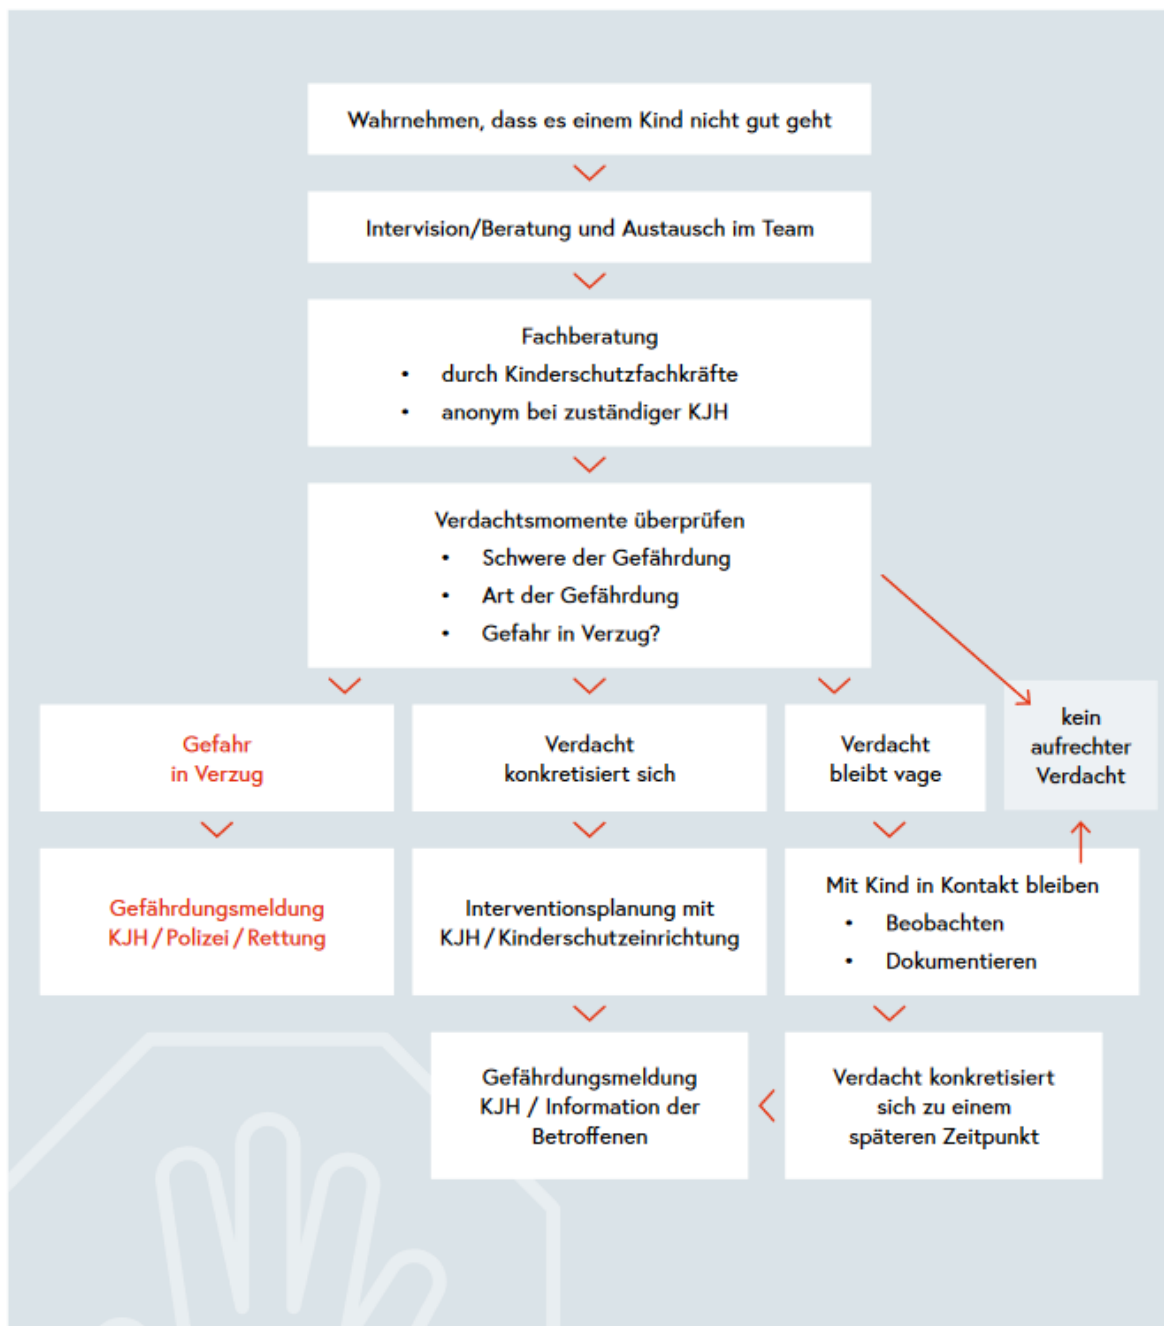 Wahrnehmen, dass es einem Kind nicht gut geht
Intervision/Beratung und Austausch im Team
Fachberatung
• durch Kinderschutzfachkräfte
• anonym bei zuständiger KJH
Verdachtsmomente überprüfen
• Schwere der Gefährdung
• Art der Gefährdung
• Gefahr in Verzug?
Gefahr
in Verzug
Verdacht
konkretisiert sich
Verdacht
bleibt vage
kein
aufrechter
Verdacht
Gefährdungsmeldung
KJH / Polizei / Rettung
Interventionsplanung mit
KJH / Kinderschutzeinrichtung
Mit Kind in Kontakt bleiben
• Beobachten
• Dokumentieren
Gefährdungsmeldung
KJH / Information der
Betroffenen
Verdacht konkretisiert
sich zu einem
späteren Zeitpunkt